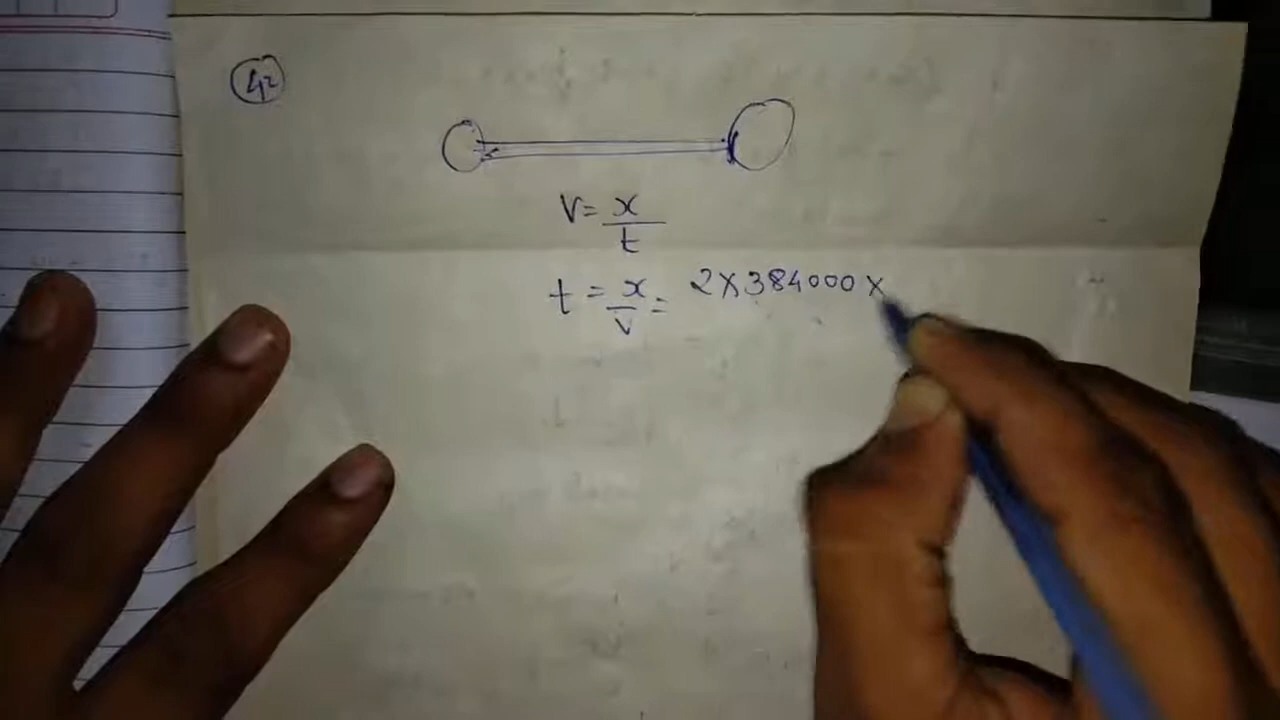 42
V = x/t
t = x/v = 2×384000×